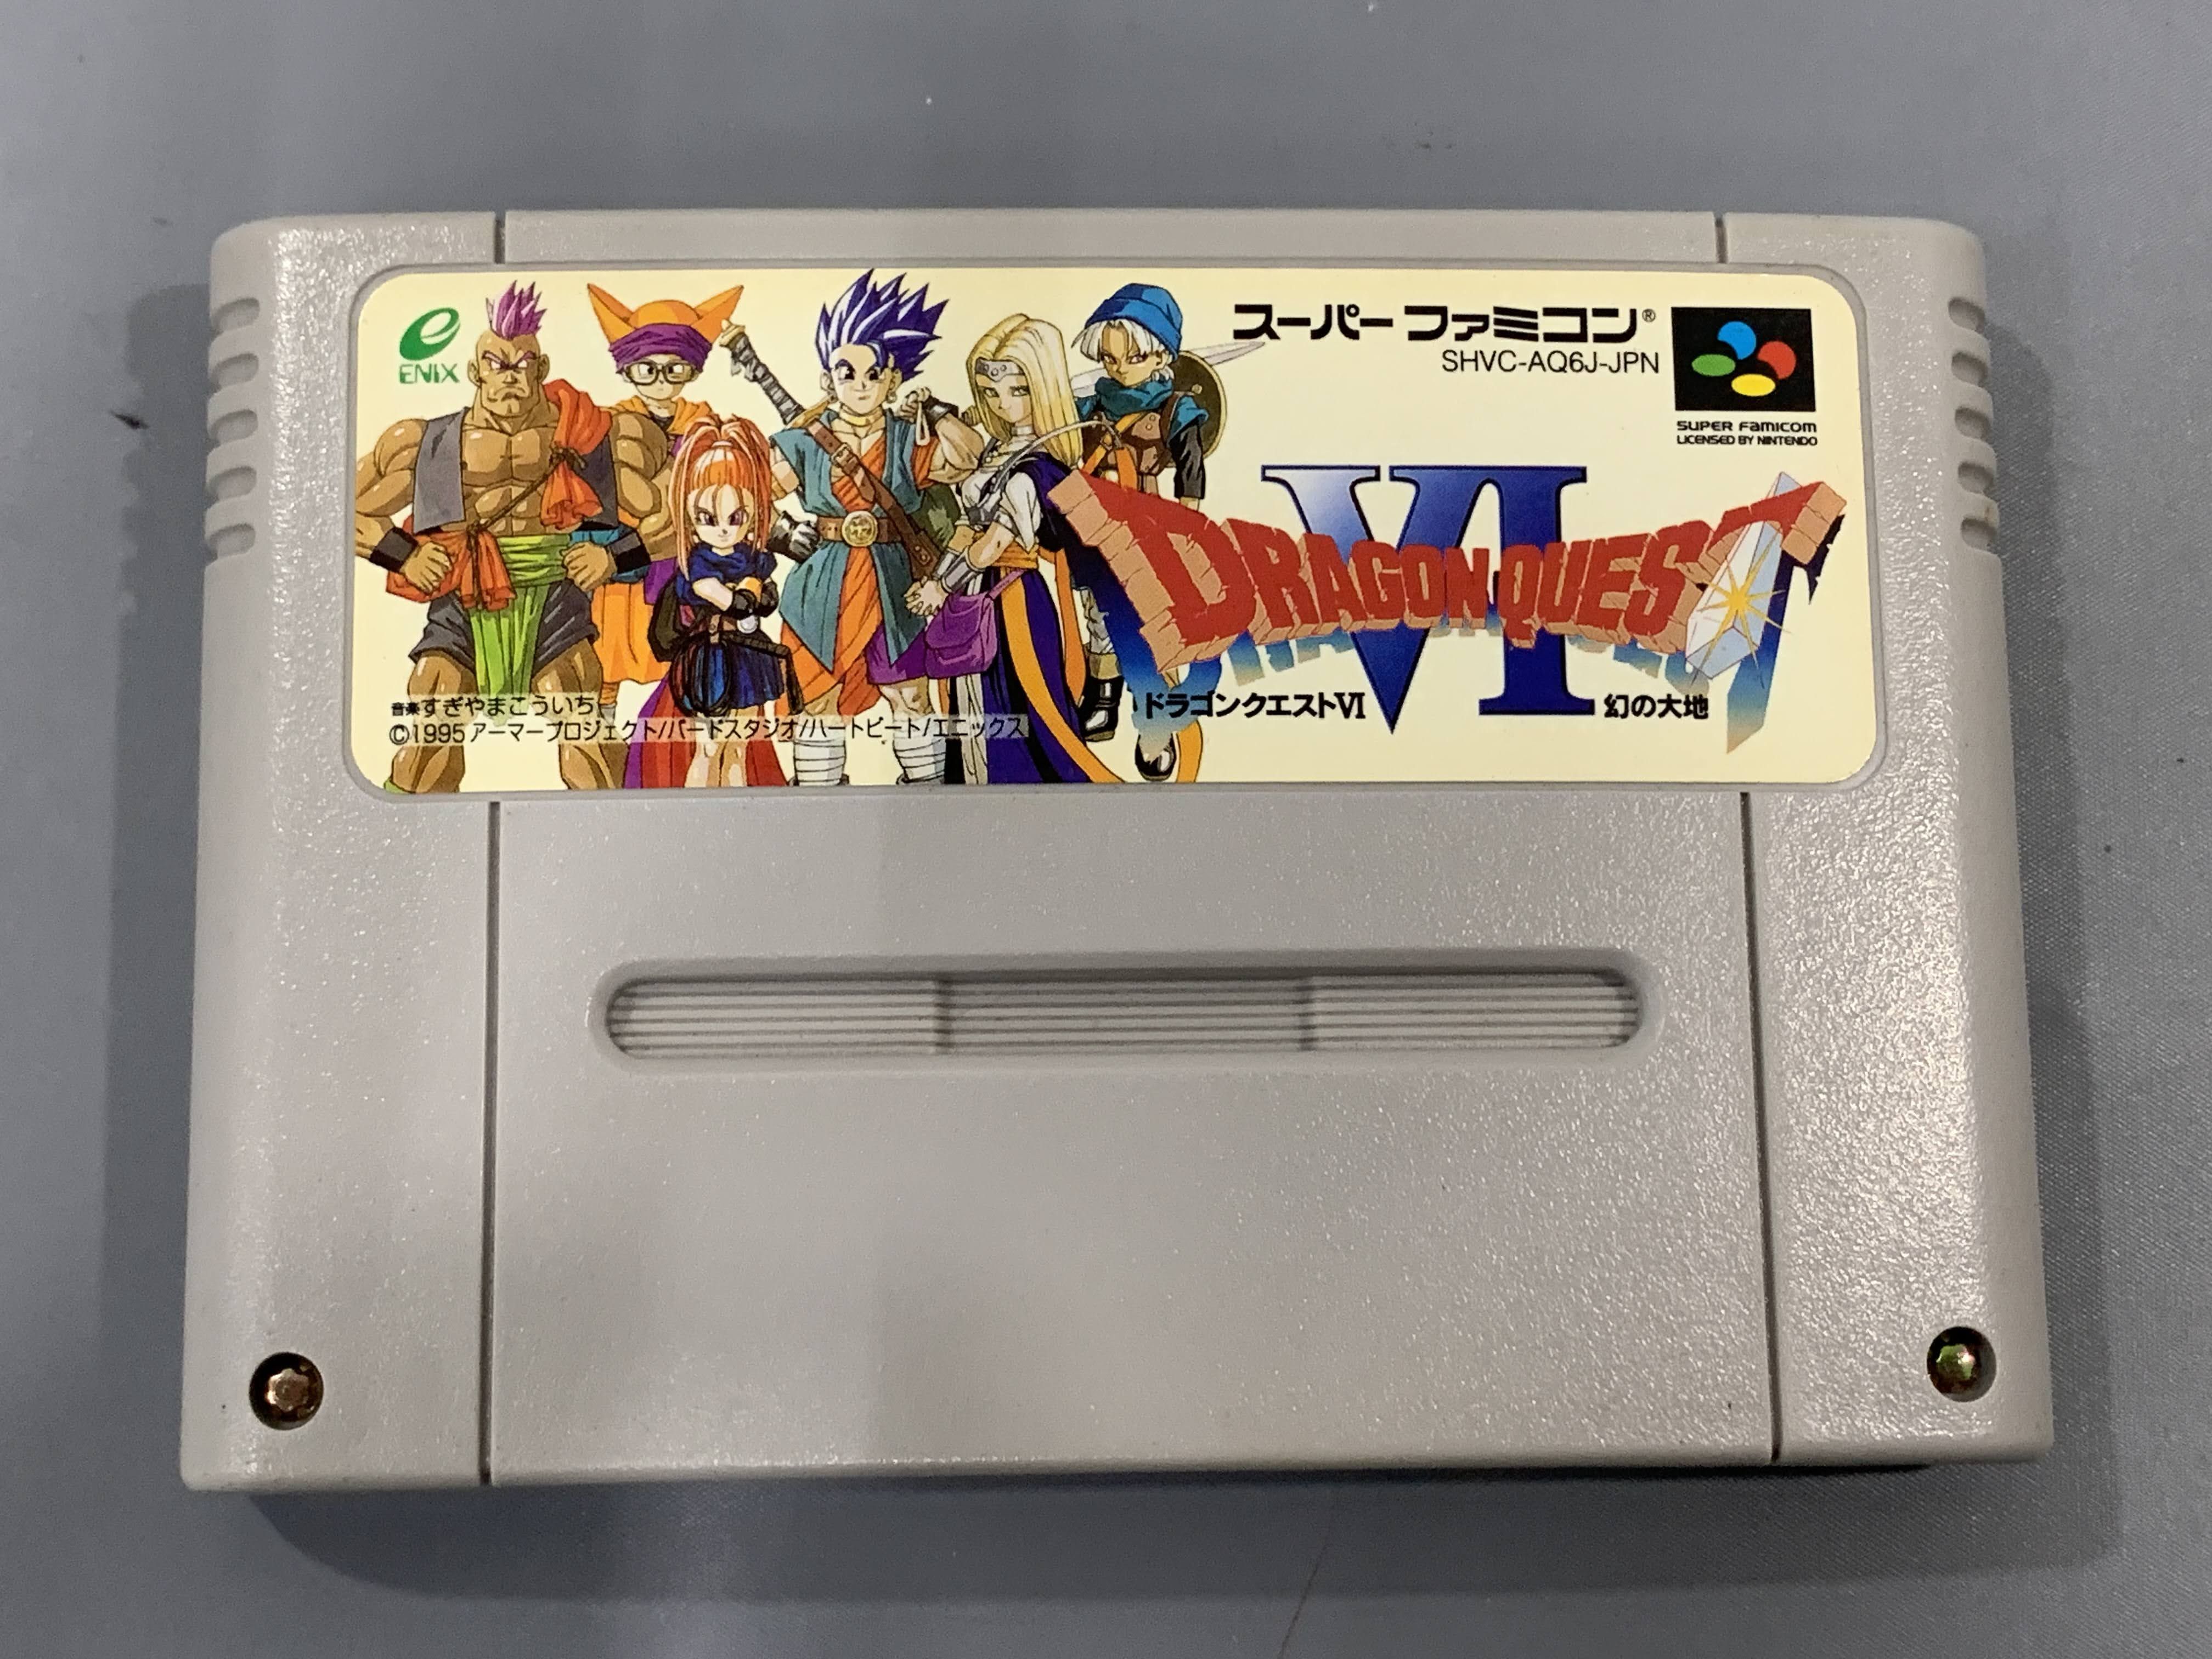 ENIX
スーパーファミコン®
SHVC-AQ6J-JPN
SUPER FAMICOM
LICENSED BY NINTENDO
VI
DRAGON QUEST
ドラゴンクエストVI 幻の大地
音楽すぎやまこういち
©1995アーマープロジェクト/バードスタジオ/ハートビート/エニックス